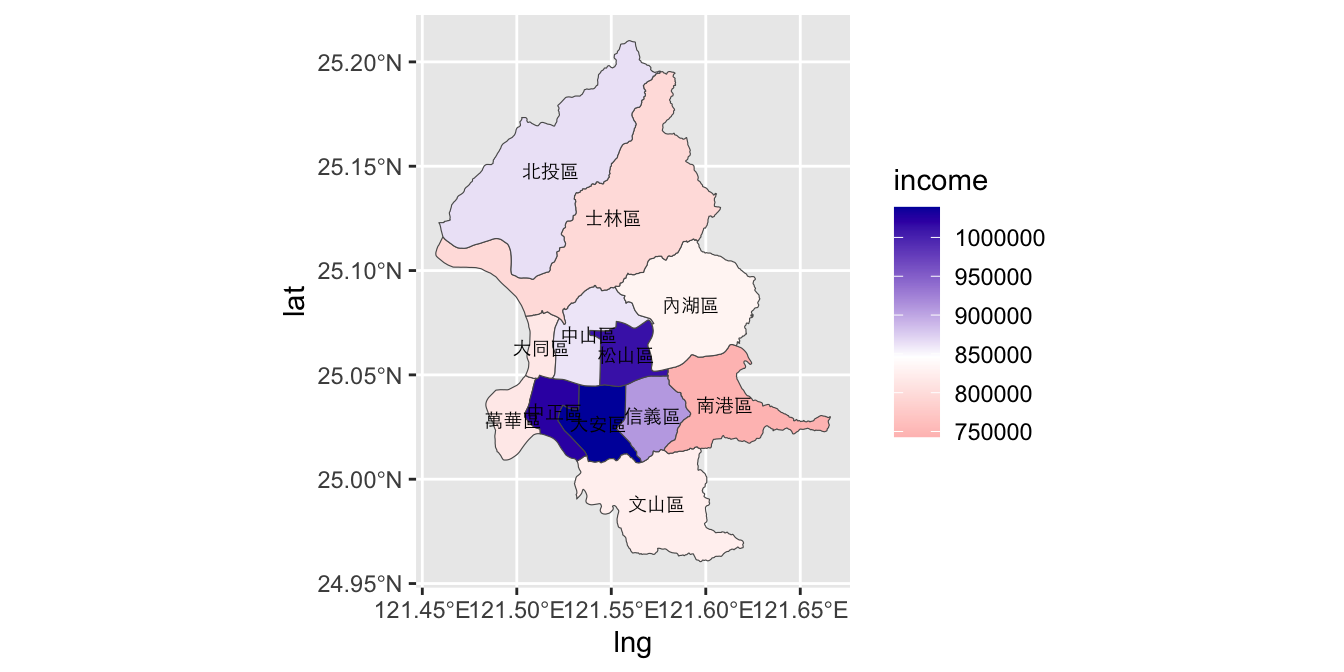 25.20°N
25.15°N
25.10°N
25.05°N
25.00°N
24.95°N
lat
北投區
士林區
內湖區
中山區
大同區
松山區
南港區
中正區
萬華區
大安區
信義區
文山區
121.45°E
121.50°E
121.55°E
121.60°E
121.65°E
lng
income
1000000
950000
900000
850000
800000
750000